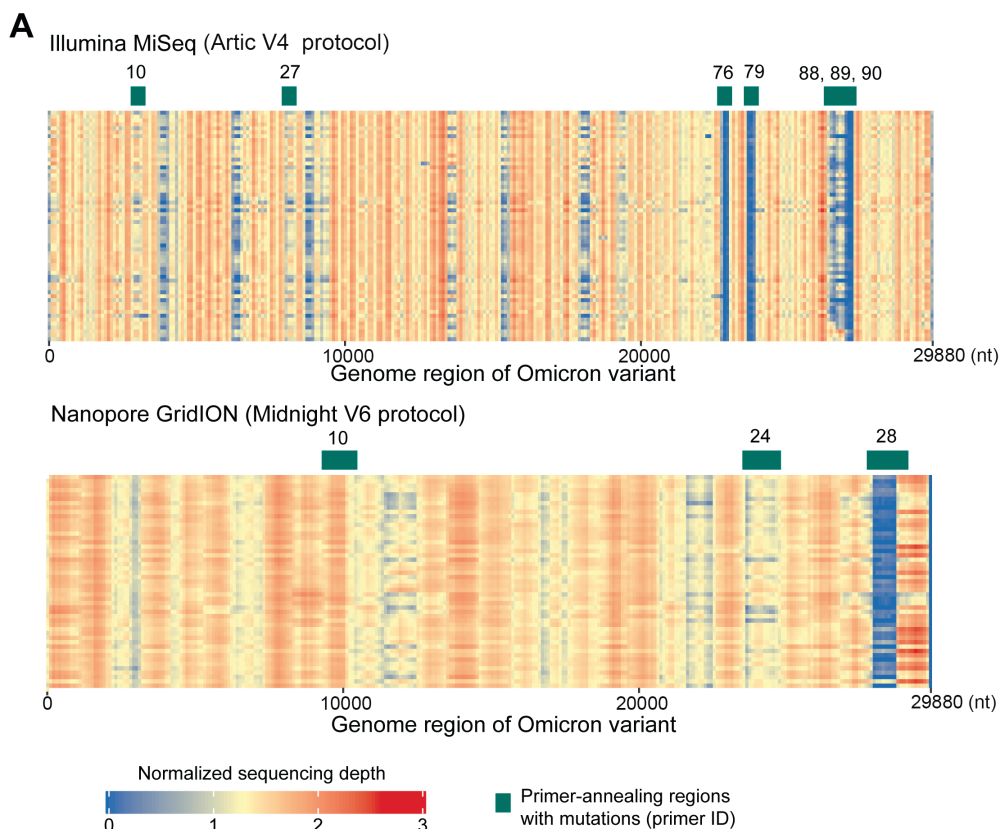 A
Illumina MiSeq (Artic V4 protocol)
10 27 76 79 88, 89, 90
0 10000 20000 29880 (nt)
Genome region of Omicron variant
Nanopore GridION (Midnight V6 protocol)
10 24 28
0 10000 20000 29880 (nt)
Genome region of Omicron variant
Normalized sequencing depth
0 1 2 3
Primer-annealing regions
with mutations (primer ID)